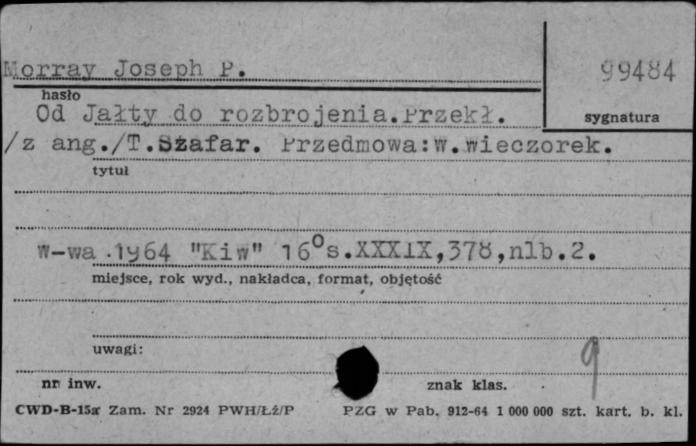 Morray Joseph P.
99484
hasło
Od Jałty do rozbrojenia.Przekł.
sygnatura
/z ang./T.Szafar. Przedmowa:W.Wieczorek.
tytuł
W-wa.1964 "Kiw" 16°s.XXXIX,378,nlb.2.
miejsce, rok wyd., nakładca, format, objętość
uwagi:
9
nr inw.
znak klas.
CWD-B-15a Zam. Nr 2924 PWH/Łż/P PZG w Pab. 912-64 1 000 000 szt. kart. b. kl.